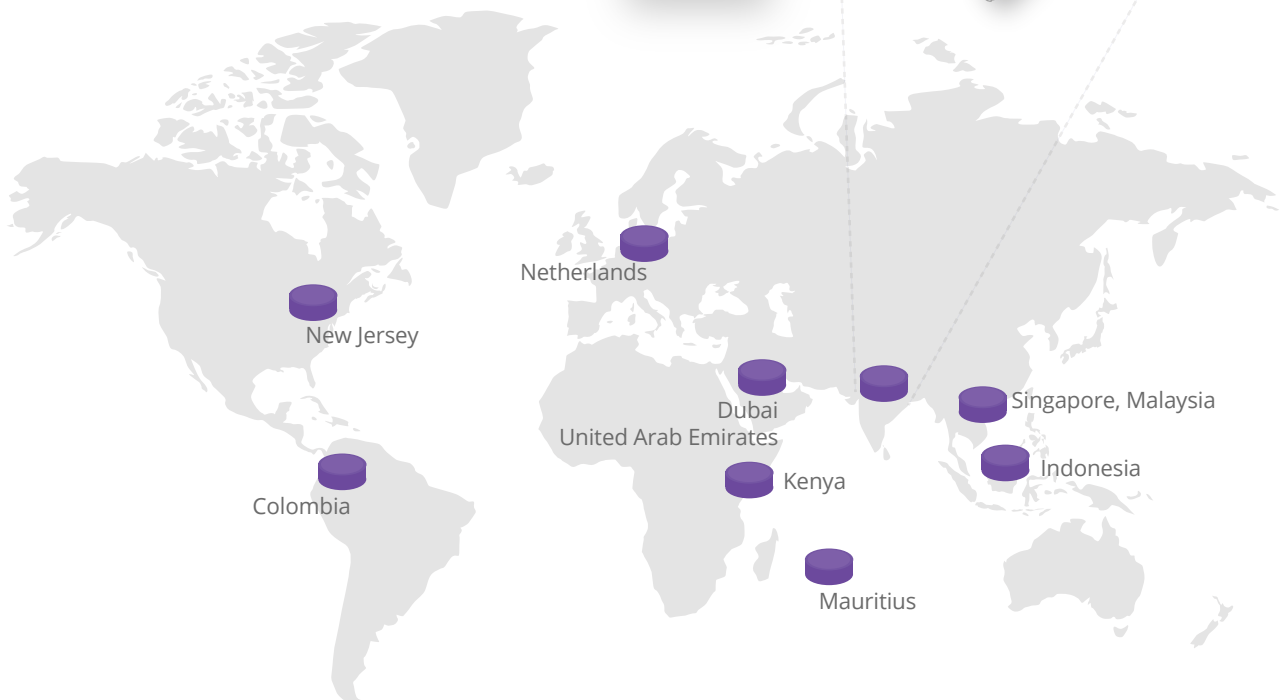 Netherlands
New Jersey
Dubai
United Arab Emirates
Singapore, Malaysia
Indonesia
Kenya
Colombia
Mauritius